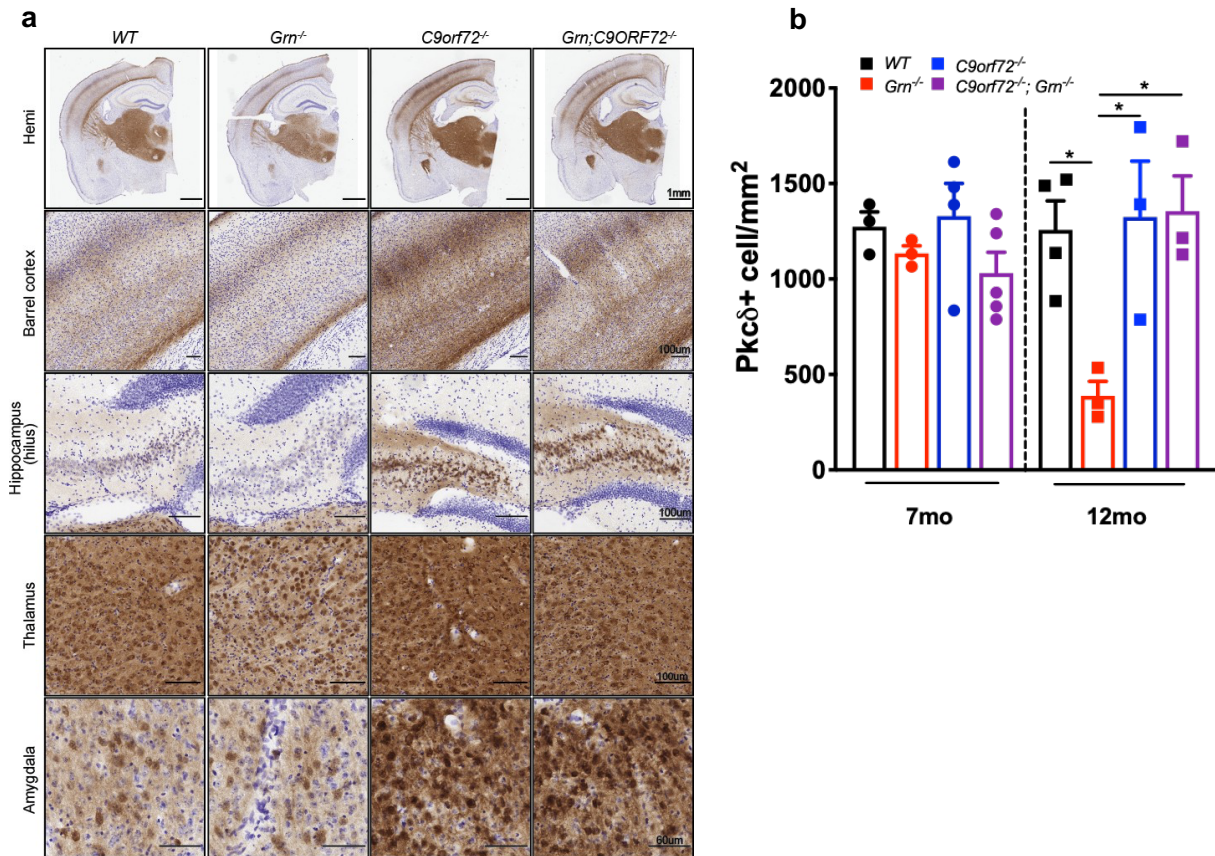 a
WT
Grn-/-
C9orf72-/-
Grn;C9ORF72-/-
Hemi
1mm
Barrel cortex
100um
Hippocampus
(hilus)
100um
Thalamus
100um
Amygdala
60um
b
WT
C9orf72-/-
Grn-/-
C9orf72-/-; Grn-/-
Pkcδ+ cell/mm2
2000
1500
1000
500
0
*
*
*
7mo
12mo